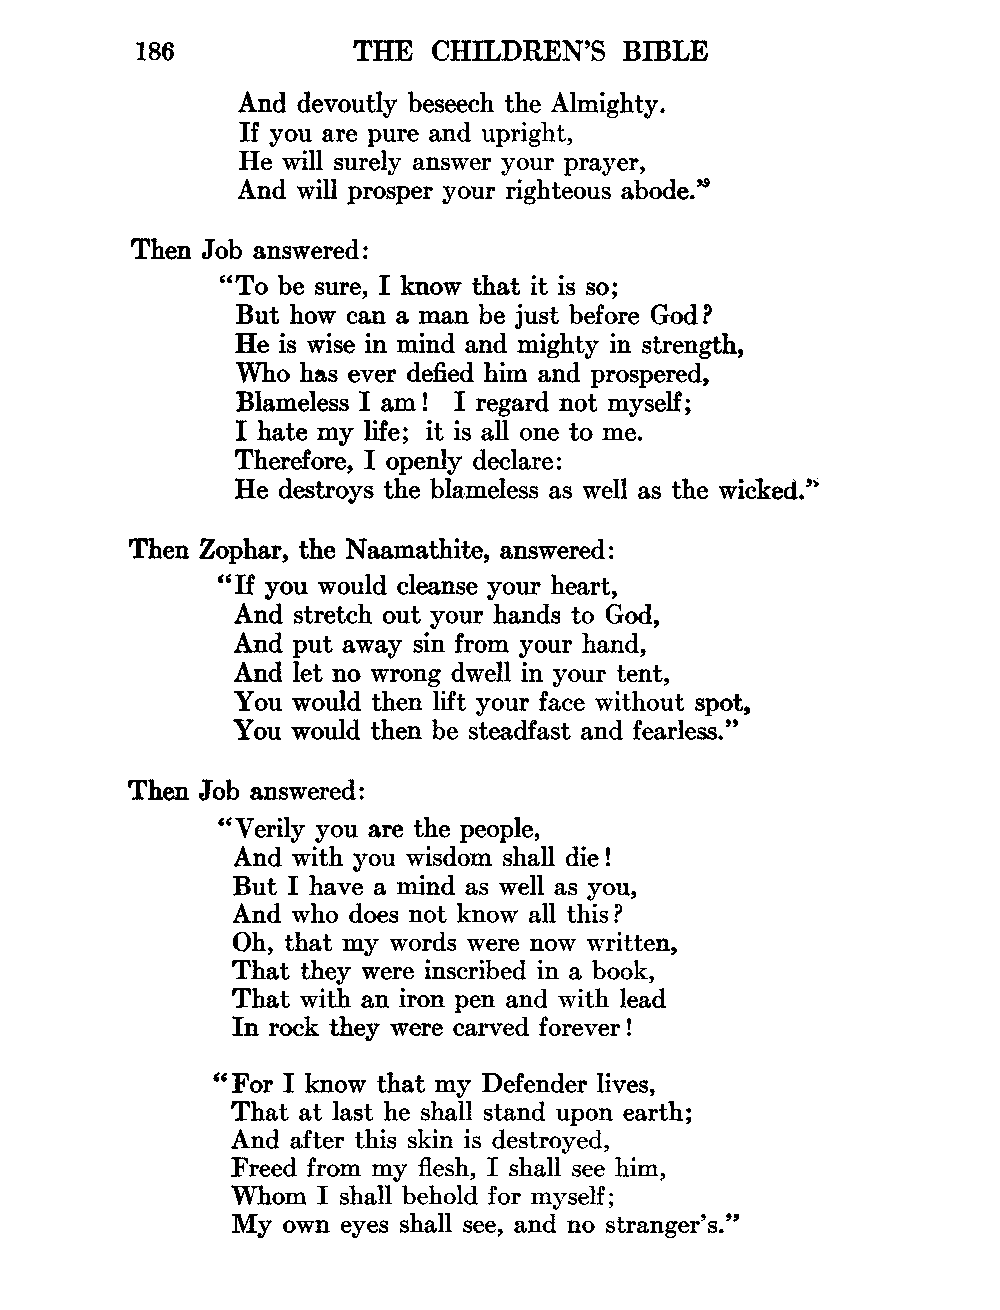 186 THE CHILDREN'S BIBLE
And devoutly beseech the Almighty.
If you are pure and upright,
He will surely answer your prayer,
And will prosper your righteous abode."
Then Job answered:
"To be sure, I know that it is so;
But how can a man be just before God?
He is wise in mind and mighty in strength,
Who has ever defied him and prospered,
Blameless I am! I regard not myself;
I hate my life; it is all one to me.
Therefore, I openly declare:
He destroys the blameless as well as the wicked."
Then Zophar, the Naamathite, answered:
"If you would cleanse your heart,
And stretch out your hands to God,
And put away sin from your hand,
And let no wrong dwell in your tent,
You would then lift your face without spot,
You would then be steadfast and fearless."
Then Job answered:
"Verily you are the people,
And with you wisdom shall die!
But I have a mind as well as you,
And who does not know all this?
Oh, that my words were now written,
That they were inscribed in a book,
That with an iron pen and with lead
In rock they were carved forever!
"For I know that my Defender lives,
That at last he shall stand upon earth;
And after this skin is destroyed,
Freed from my flesh, I shall see him,
Whom I shall behold for myself;
My own eyes shall see, and no stranger's."